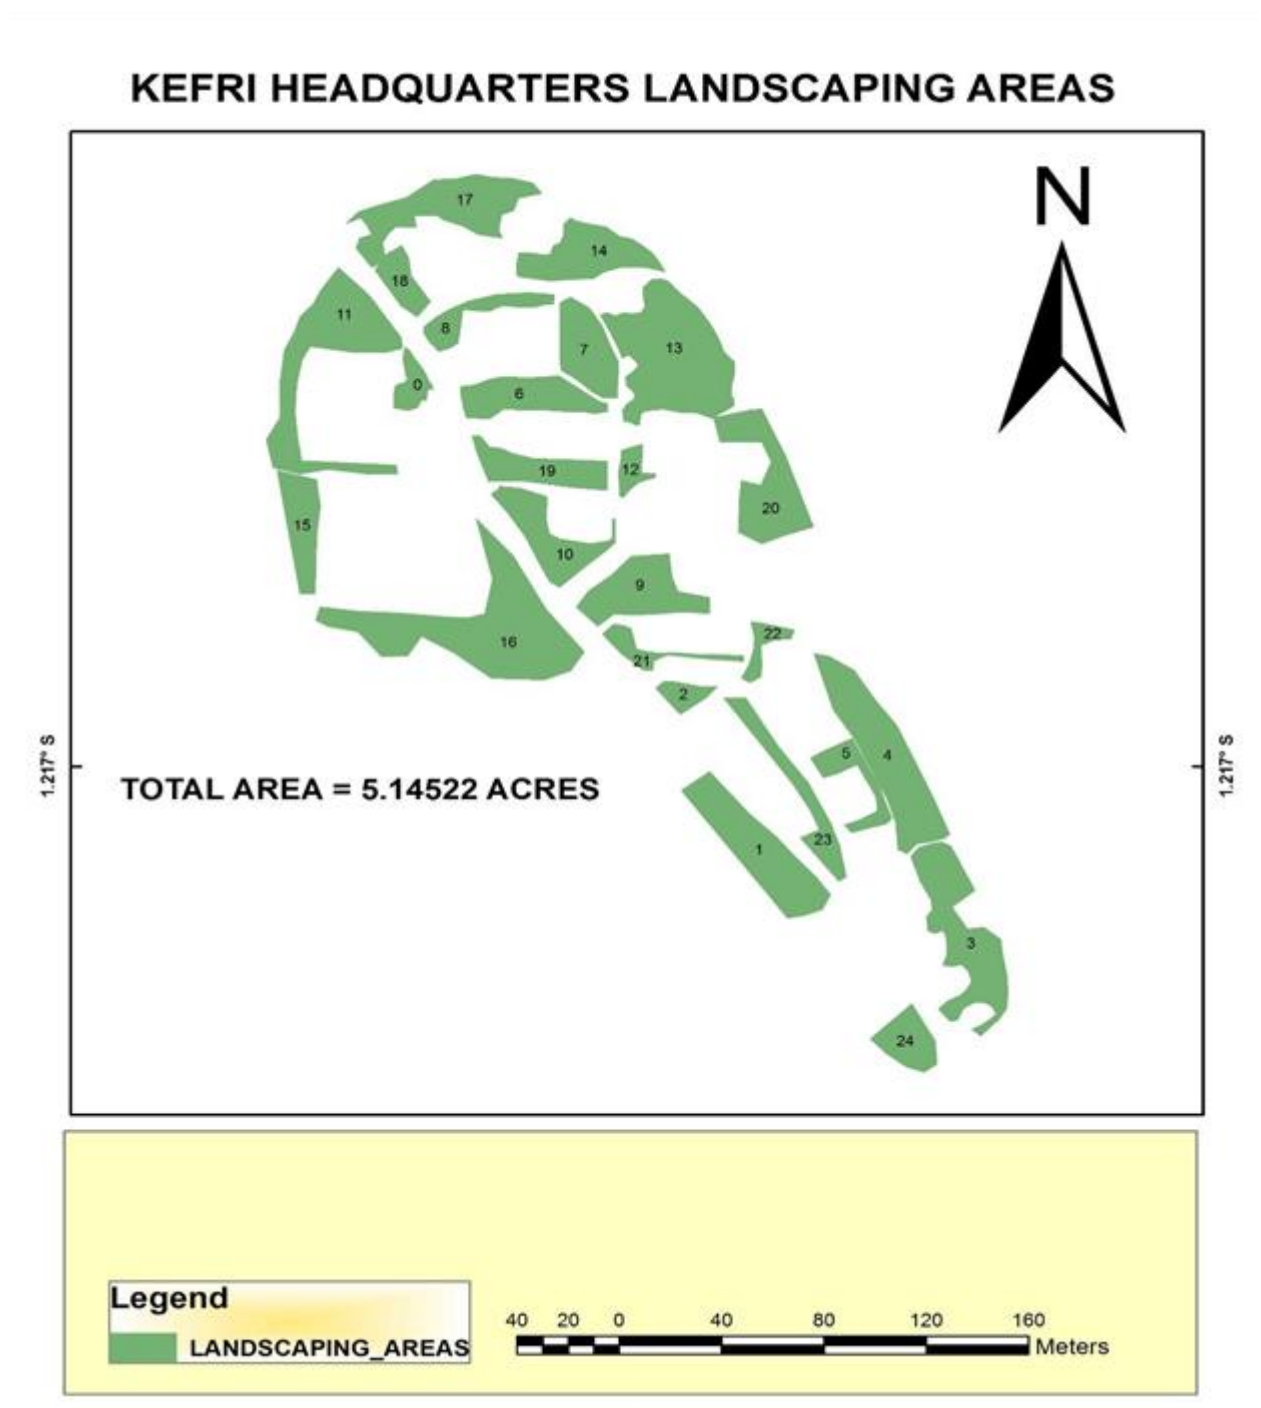 KEFRI HEADQUARTERS LANDSCAPING AREAS
N
17
14
18
11
8
7
13
0
6
19
12
20
15
10
9
16
22
21
2
1.217° S
5
4
1.217° S
TOTAL AREA = 5.14522 ACRES
23
1
3
24
Legend
LANDSCAPING_AREAS
40 20 0 40 80 120 160
Meters